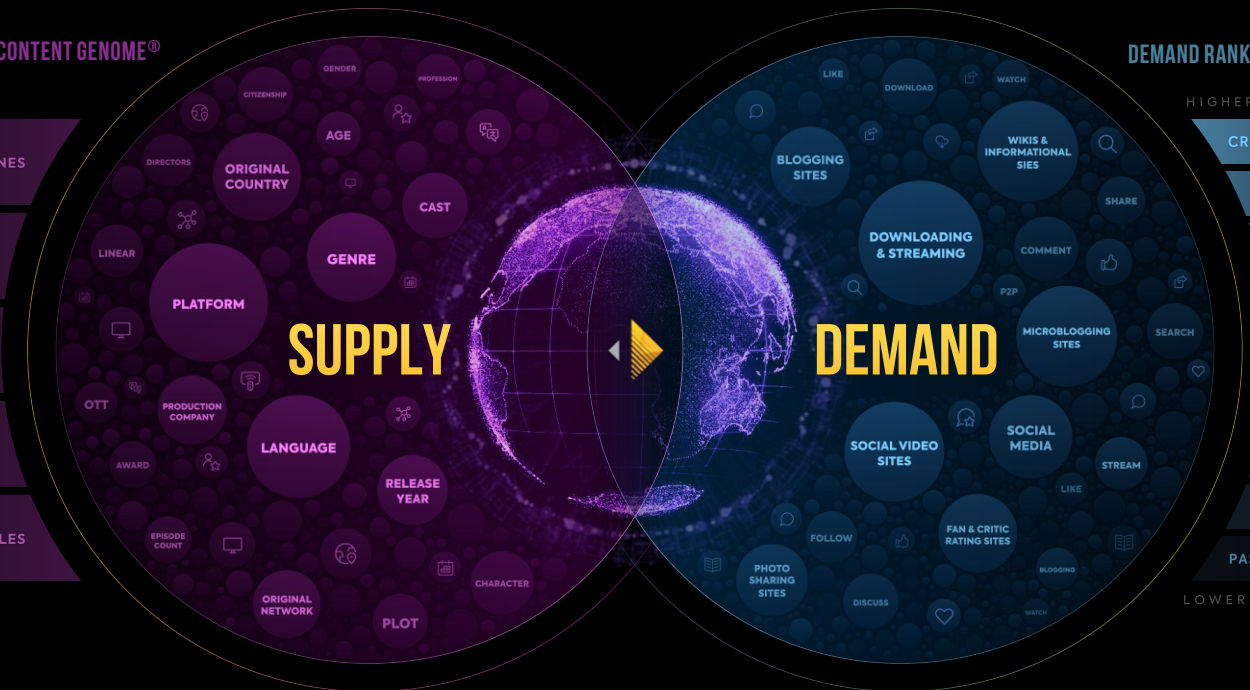 CONTENT GENOME®
NES
LES
GENDER
PROFESSION
CITIZENSHIP
AGE
DIRECTORS
ORIGINAL
COUNTRY
CAST
LINEAR
GENRE
PLATFORM
SUPPLY
OTT
PRODUCTION
COMPANY
LANGUAGE
AWARD
RELEASE
YEAR
EPISODE
COUNT
CHARACTER
ORIGINAL
NETWORK
PLOT
DEMAND RANK
HIGHER
CR
LIKE
DOWNLOAD
WATCH
BLOGGING
SITES
WIKIS &
INFORMATIONAL
SIES
SHARE
DOWNLOADING
& STREAMING
COMMENT
P2P
MICROBLOGGING
SITES
SEARCH
DEMAND
SOCIAL VIDEO
SITES
SOCIAL
MEDIA
STREAM
LIKE
FOLLOW
FAN & CRITIC
RATING SITES
PHOTO
SHARING
SITES
BLOGGING
DISCUSS
WATCH
PAS
LOWER